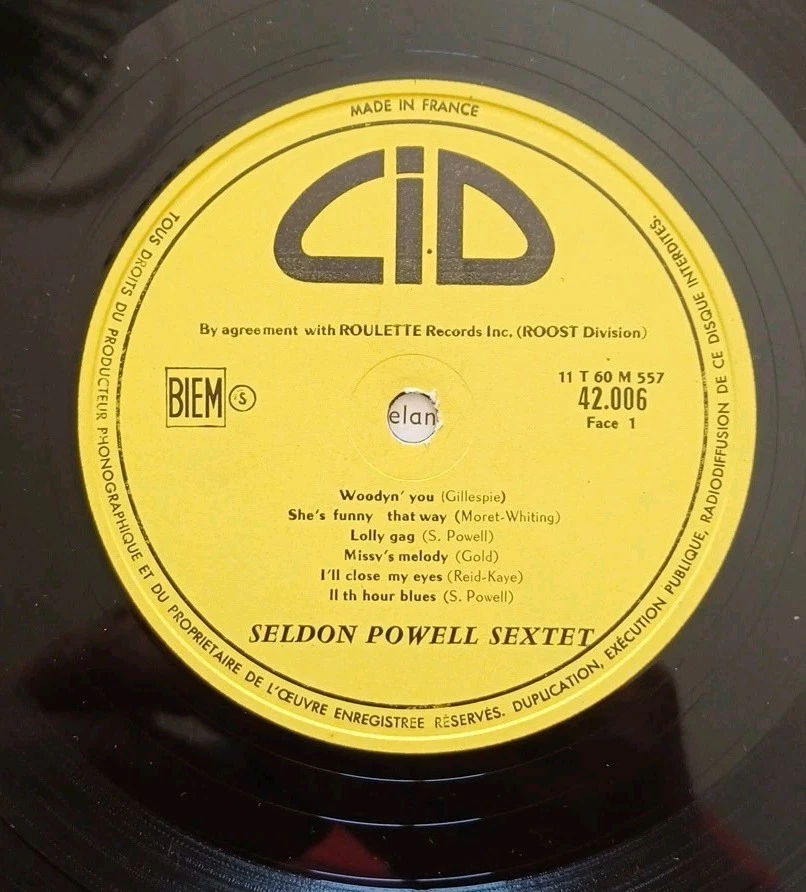 MADE IN FRANCE
CiD
By agreement with ROULETTE Records Inc. (ROOST Division)
BIEM S
11 T 60 M 557
42.006
Face 1
elan
Woodyn' you (Gillespie)
She's funny that way (Moret-Whiting)
Lolly gag (S. Powell)
Missy's melody (Gold)
I'll close my eyes (Reid-Kaye)
II th hour blues (S. Powell)
SELDON POWELL SEXTET
TOUS DROITS DU PRODUCTEUR PHONOGRAPHIQUE ET DU PROPRIETAIRE DE L'ŒUVRE ENREGISTREE RÉSERVÉS. DUPLICATION, EXÉCUTION PUBLIQUE, RADIODIFFUSION DE CE DISQUE INTERDITES.